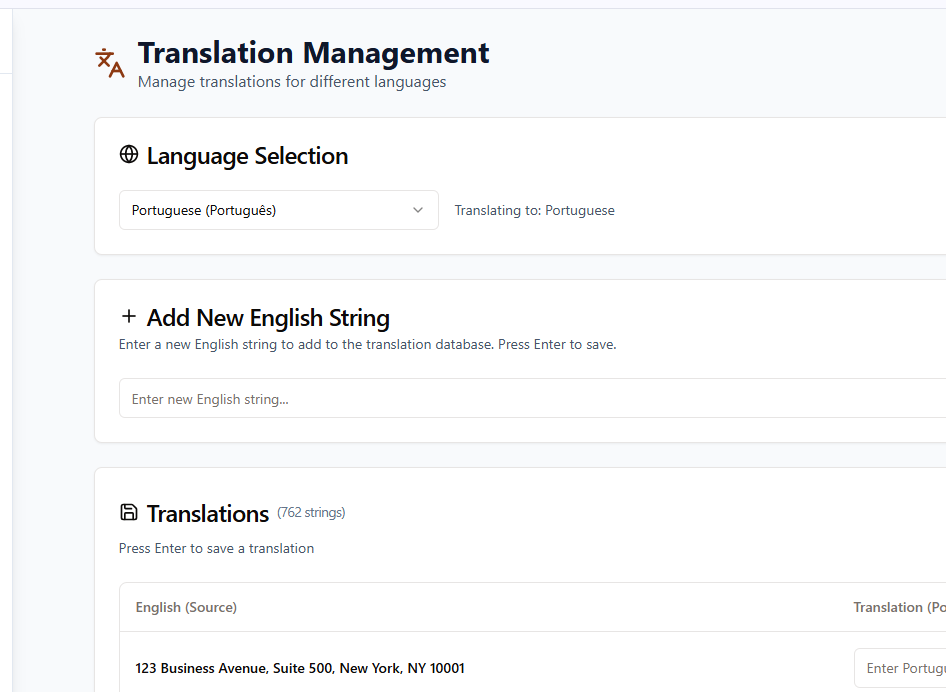 Translation Management
Manage translations for different languages
Language Selection
Portuguese (Português)
Translating to: Portuguese
Add New English String
Enter a new English string to add to the translation database. Press Enter to save.
Enter new English string...
Translations (762 strings)
Press Enter to save a translation
English (Source) Translation (Po
123 Business Avenue, Suite 500, New York, NY 10001 Enter Portugu